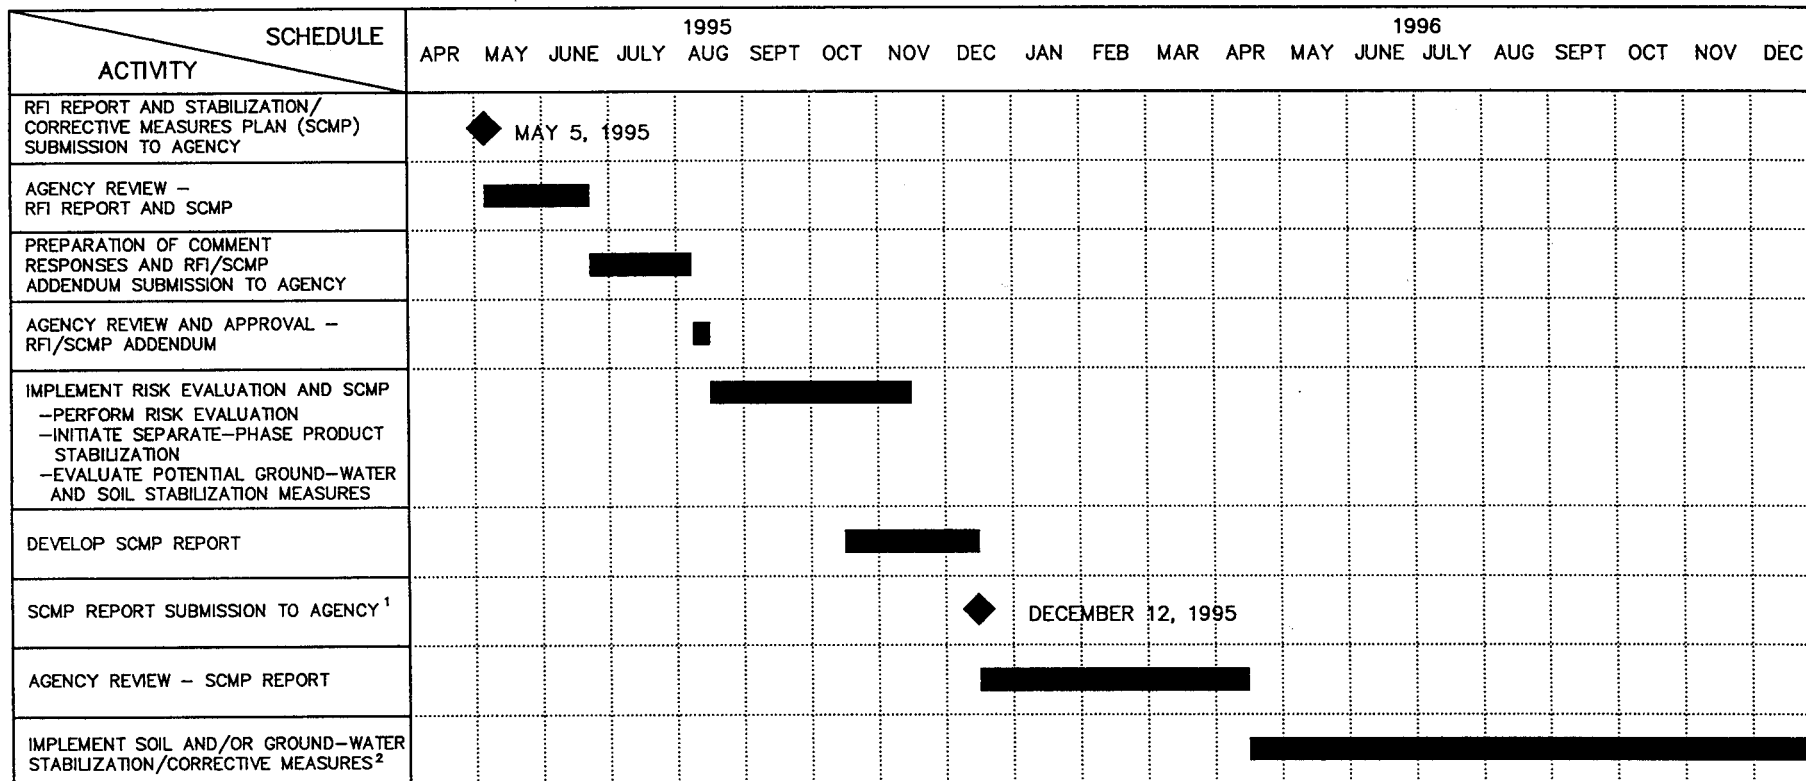 SCHEDULE
ACTIVITY
1995
1996
APR MAY JUNE JULY AUG SEPT OCT NOV DEC JAN FEB MAR APR MAY JUNE JULY AUG SEPT OCT NOV DEC
RFI REPORT AND STABILIZATION/
CORRECTIVE MEASURES PLAN (SCMP)
SUBMISSION TO AGENCY
MAY 5, 1995
AGENCY REVIEW –
RFI REPORT AND SCMP
PREPARATION OF COMMENT
RESPONSES AND RFI/SCMP
ADDENDUM SUBMISSION TO AGENCY
AGENCY REVIEW AND APPROVAL –
RFI/SCMP ADDENDUM
IMPLEMENT RISK EVALUATION AND SCMP
–PERFORM RISK EVALUATION
–INITIATE SEPARATE–PHASE PRODUCT
STABILIZATION
–EVALUATE POTENTIAL GROUND–WATER
AND SOIL STABILIZATION MEASURES
DEVELOP SCMP REPORT
SCMP REPORT SUBMISSION TO AGENCY¹
DECEMBER 12, 1995
AGENCY REVIEW – SCMP REPORT
IMPLEMENT SOIL AND/OR GROUND–WATER
STABILIZATION/CORRECTIVE MEASURES²